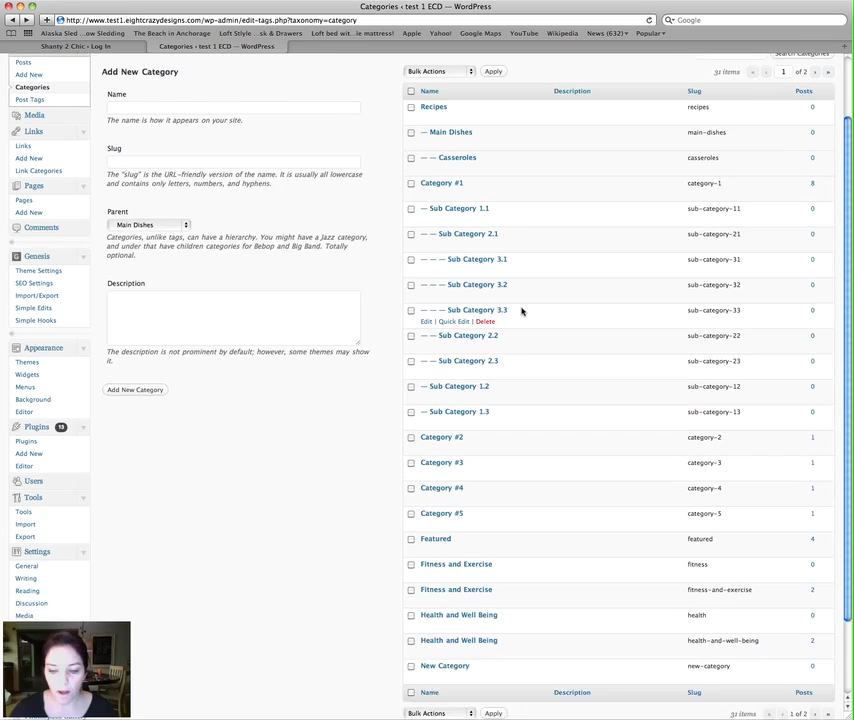 Categories ‹ test 1 ECD — WordPress
http://www.test1.eightcrazydesigns.com/wp-admin/edit-tags.php?taxonomy=category
Google
Alaska Sled ...ow Sledding
The Beach in Anchorage
Loft Style ...sk & Drawers
Loft bed wit...ie mattress!
Apple
Yahoo!
Google Maps
YouTube
Wikipedia
News (632)
Popular
Shanty 2 Chic › Log In
Categories ‹ test 1 ECD — WordPress
Posts
Add New
Categories
Post Tags
Media
Links
Links
Add New
Link Categories
Pages
Pages
Add New
Comments
Genesis
Theme Settings
SEO Settings
Import/Export
Simple Edits
Simple Hooks
Appearance
Themes
Widgets
Menus
Background
Editor
Plugins 13
Plugins
Add New
Editor
Users
Tools
Tools
Import
Export
Settings
General
Writing
Reading
Discussion
Media
Add New Category
Name
The name is how it appears on your site.
Slug
The "slug" is the URL-friendly version of the name. It is usually all lowercase
and contains only letters, numbers, and hyphens.
Parent
Main Dishes
Categories, unlike tags, can have a hierarchy. You might have a Jazz category,
and under that have children categories for Bebop and Big Band. Totally
optional.
Description
The description is not prominent by default; however, some themes may show
it.
Add New Category
Search Categories
Bulk Actions Apply 31 items « ‹ 1 of 2 › »
Name Description Slug Posts
Recipes recipes 0
— Main Dishes main-dishes 0
— — Casseroles casseroles 0
Category #1 category-1 8
— Sub Category 1.1 sub-category-11 0
— — Sub Category 2.1 sub-category-21 0
— — — Sub Category 3.1 sub-category-31 0
— — — Sub Category 3.2 sub-category-32 0
— — — Sub Category 3.3 sub-category-33 0
Edit | Quick Edit | Delete
— — Sub Category 2.2 sub-category-22 0
— — Sub Category 2.3 sub-category-23 0
— Sub Category 1.2 sub-category-12 0
— Sub Category 1.3 sub-category-13 0
Category #2 category-2 1
Category #3 category-3 1
Category #4 category-4 1
Category #5 category-5 1
Featured featured 4
Fitness and Exercise fitness 0
Fitness and Exercise fitness-and-exercise 2
Health and Well Being health 0
Health and Well Being health-and-well-being 2
New Category new-category 0
Name Description Slug Posts
Bulk Actions Apply 31 items « ‹ 1 of 2 › »